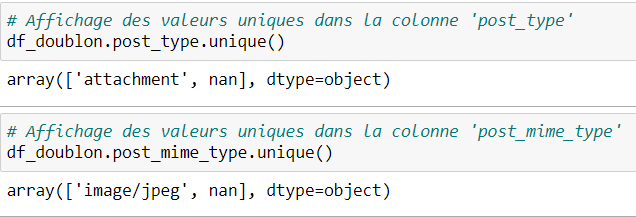 # Affichage des valeurs uniques dans la colonne 'post_type'
df_doublon.post_type.unique()
array(['attachment', nan], dtype=object)
# Affichage des valeurs uniques dans la colonne 'post_mime_type'
df_doublon.post_mime_type.unique()
array(['image/jpeg', nan], dtype=object)